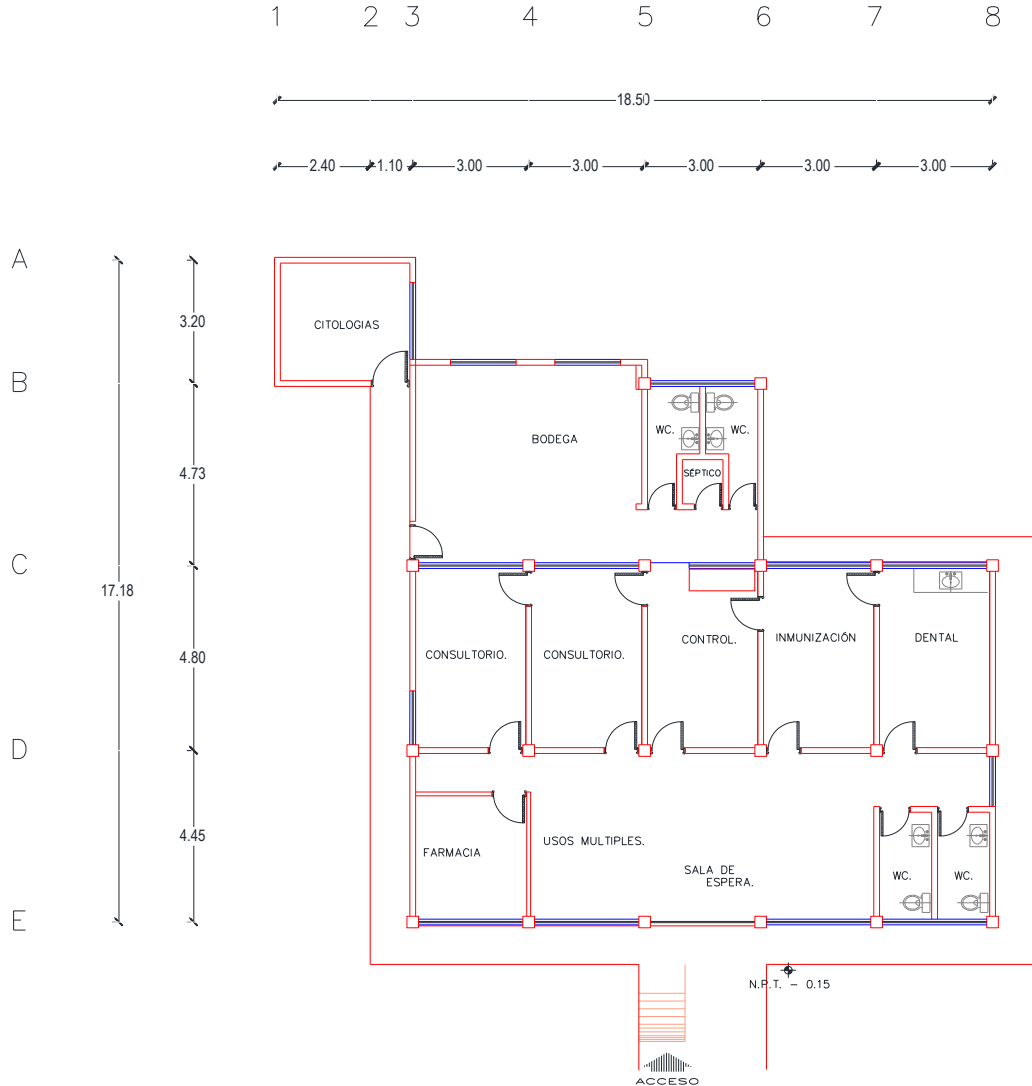 1 2 3 4 5 6 7 8
18.50
2.40 1.10 3.00 3.00 3.00 3.00 3.00
A
3.20
CITOLOGIAS
B
WC. WC.
BODEGA
4.73
SÉPTICO
C
17.18
CONTROL. INMUNIZACIÓN DENTAL
4.80
CONSULTORIO. CONSULTORIO.
D
4.45
USOS MULTIPLES.
FARMACIA
SALA DE
ESPERA.
WC. WC.
E
N.P.T. - 0.15
ACCESO